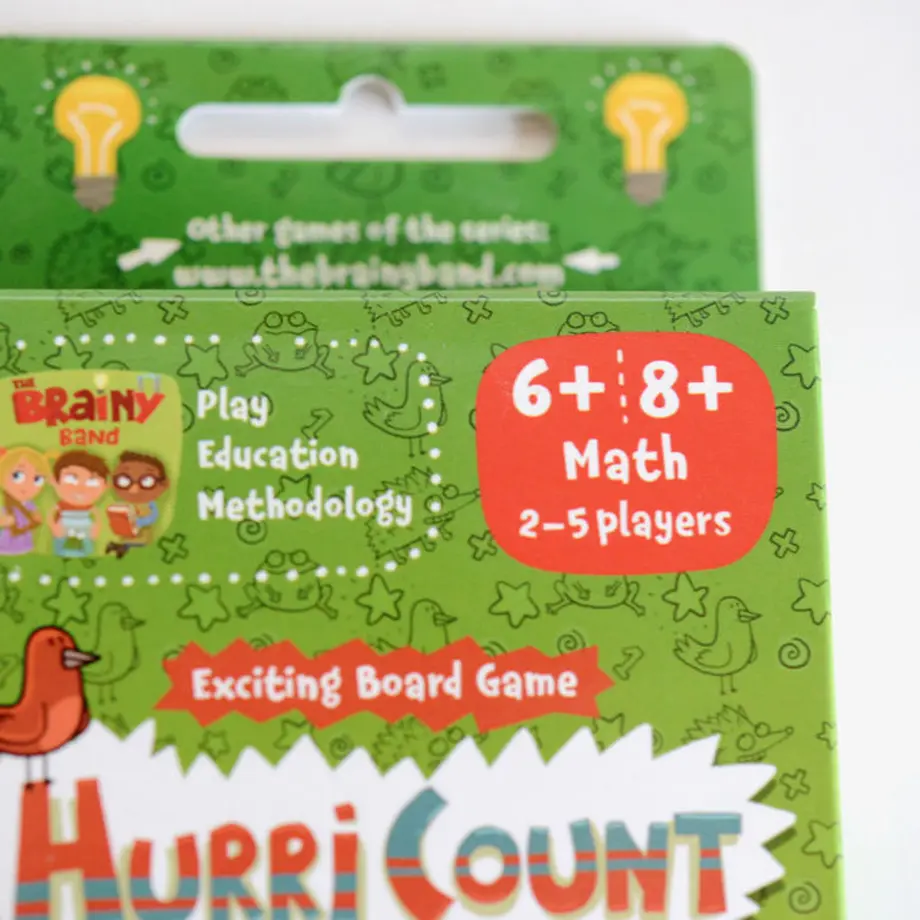 Other games of the series:
www.thebrainyband.com
THE
BRAINY
BAND
Play
Education
Methodology
6+ 8+
Math
2-5 players
Exciting Board Game
HURRICOUNT